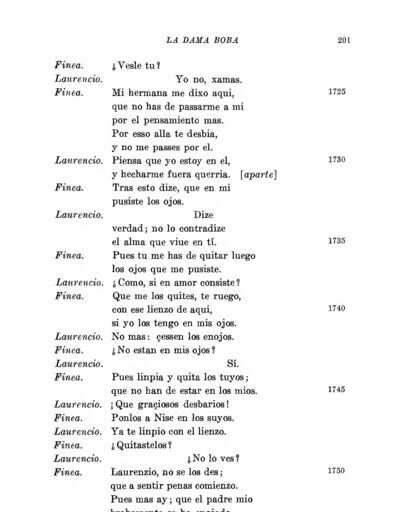 LA DAMA BOBA 201
Finea. ¿Vesle tu?
Laurencio. Yo no, xamas.
Finea. Mi hermana me dixo aqui, 1725
que no has de passarme a mi
por el pensamiento mas.
Por esso alla te desbia,
y no me passes por el.
Laurencio. Piensa que yo estoy en el, 1730
y hecharme fuera querria. [aparte]
Finea. Tras esto dize, que en mi
pusiste los ojos.
Laurencio. Dize
verdad; no lo contradize
el alma que viue en tí. 1735
Finea. Pues tu me has de quitar luego
los ojos que me pusiste.
Laurencio. ¿Como, si en amor consiste?
Finea. Que me los quites, te ruego,
con ese lienzo de aqui, 1740
si yo los tengo en mis ojos.
Laurencio. No mas: çessen los enojos.
Finea. ¿No estan en mis ojos?
Laurencio. Sí.
Finea. Pues linpia y quita los tuyos;
que no han de estar en los mios. 1745
Laurencio. ¡Que graçiosos desbarios!
Finea. Ponlos a Nise en los suyos.
Laurencio. Ya te linpio con el lienzo.
Finea. ¿Quitastelos?
Laurencio. ¿No lo ves?
Finea. Laurenzio, no se los des; 1750
que a sentir penas comienzo.
Pues mas ay; que el padre mio